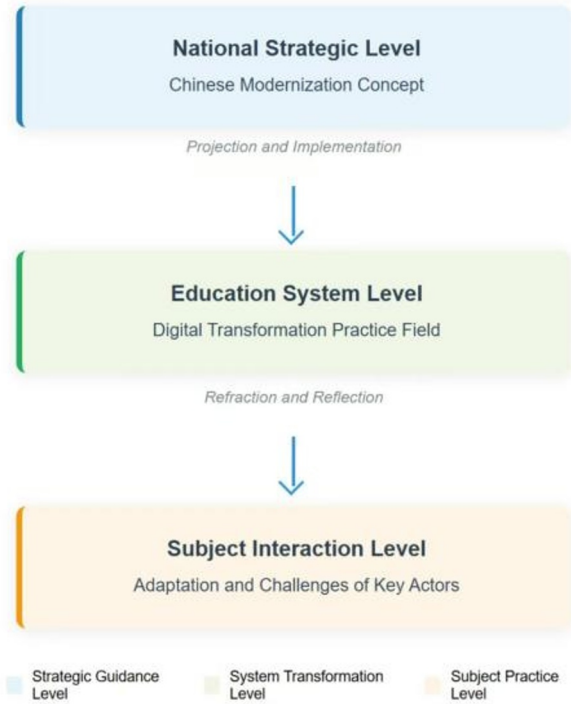 National Strategic Level
Chinese Modernization Concept
Projection and Implementation
Education System Level
Digital Transformation Practice Field
Refraction and Reflection
Subject Interaction Level
Adaptation and Challenges of Key Actors
Strategic Guidance
Level
System Transformation
Level
Subject Practice
Level